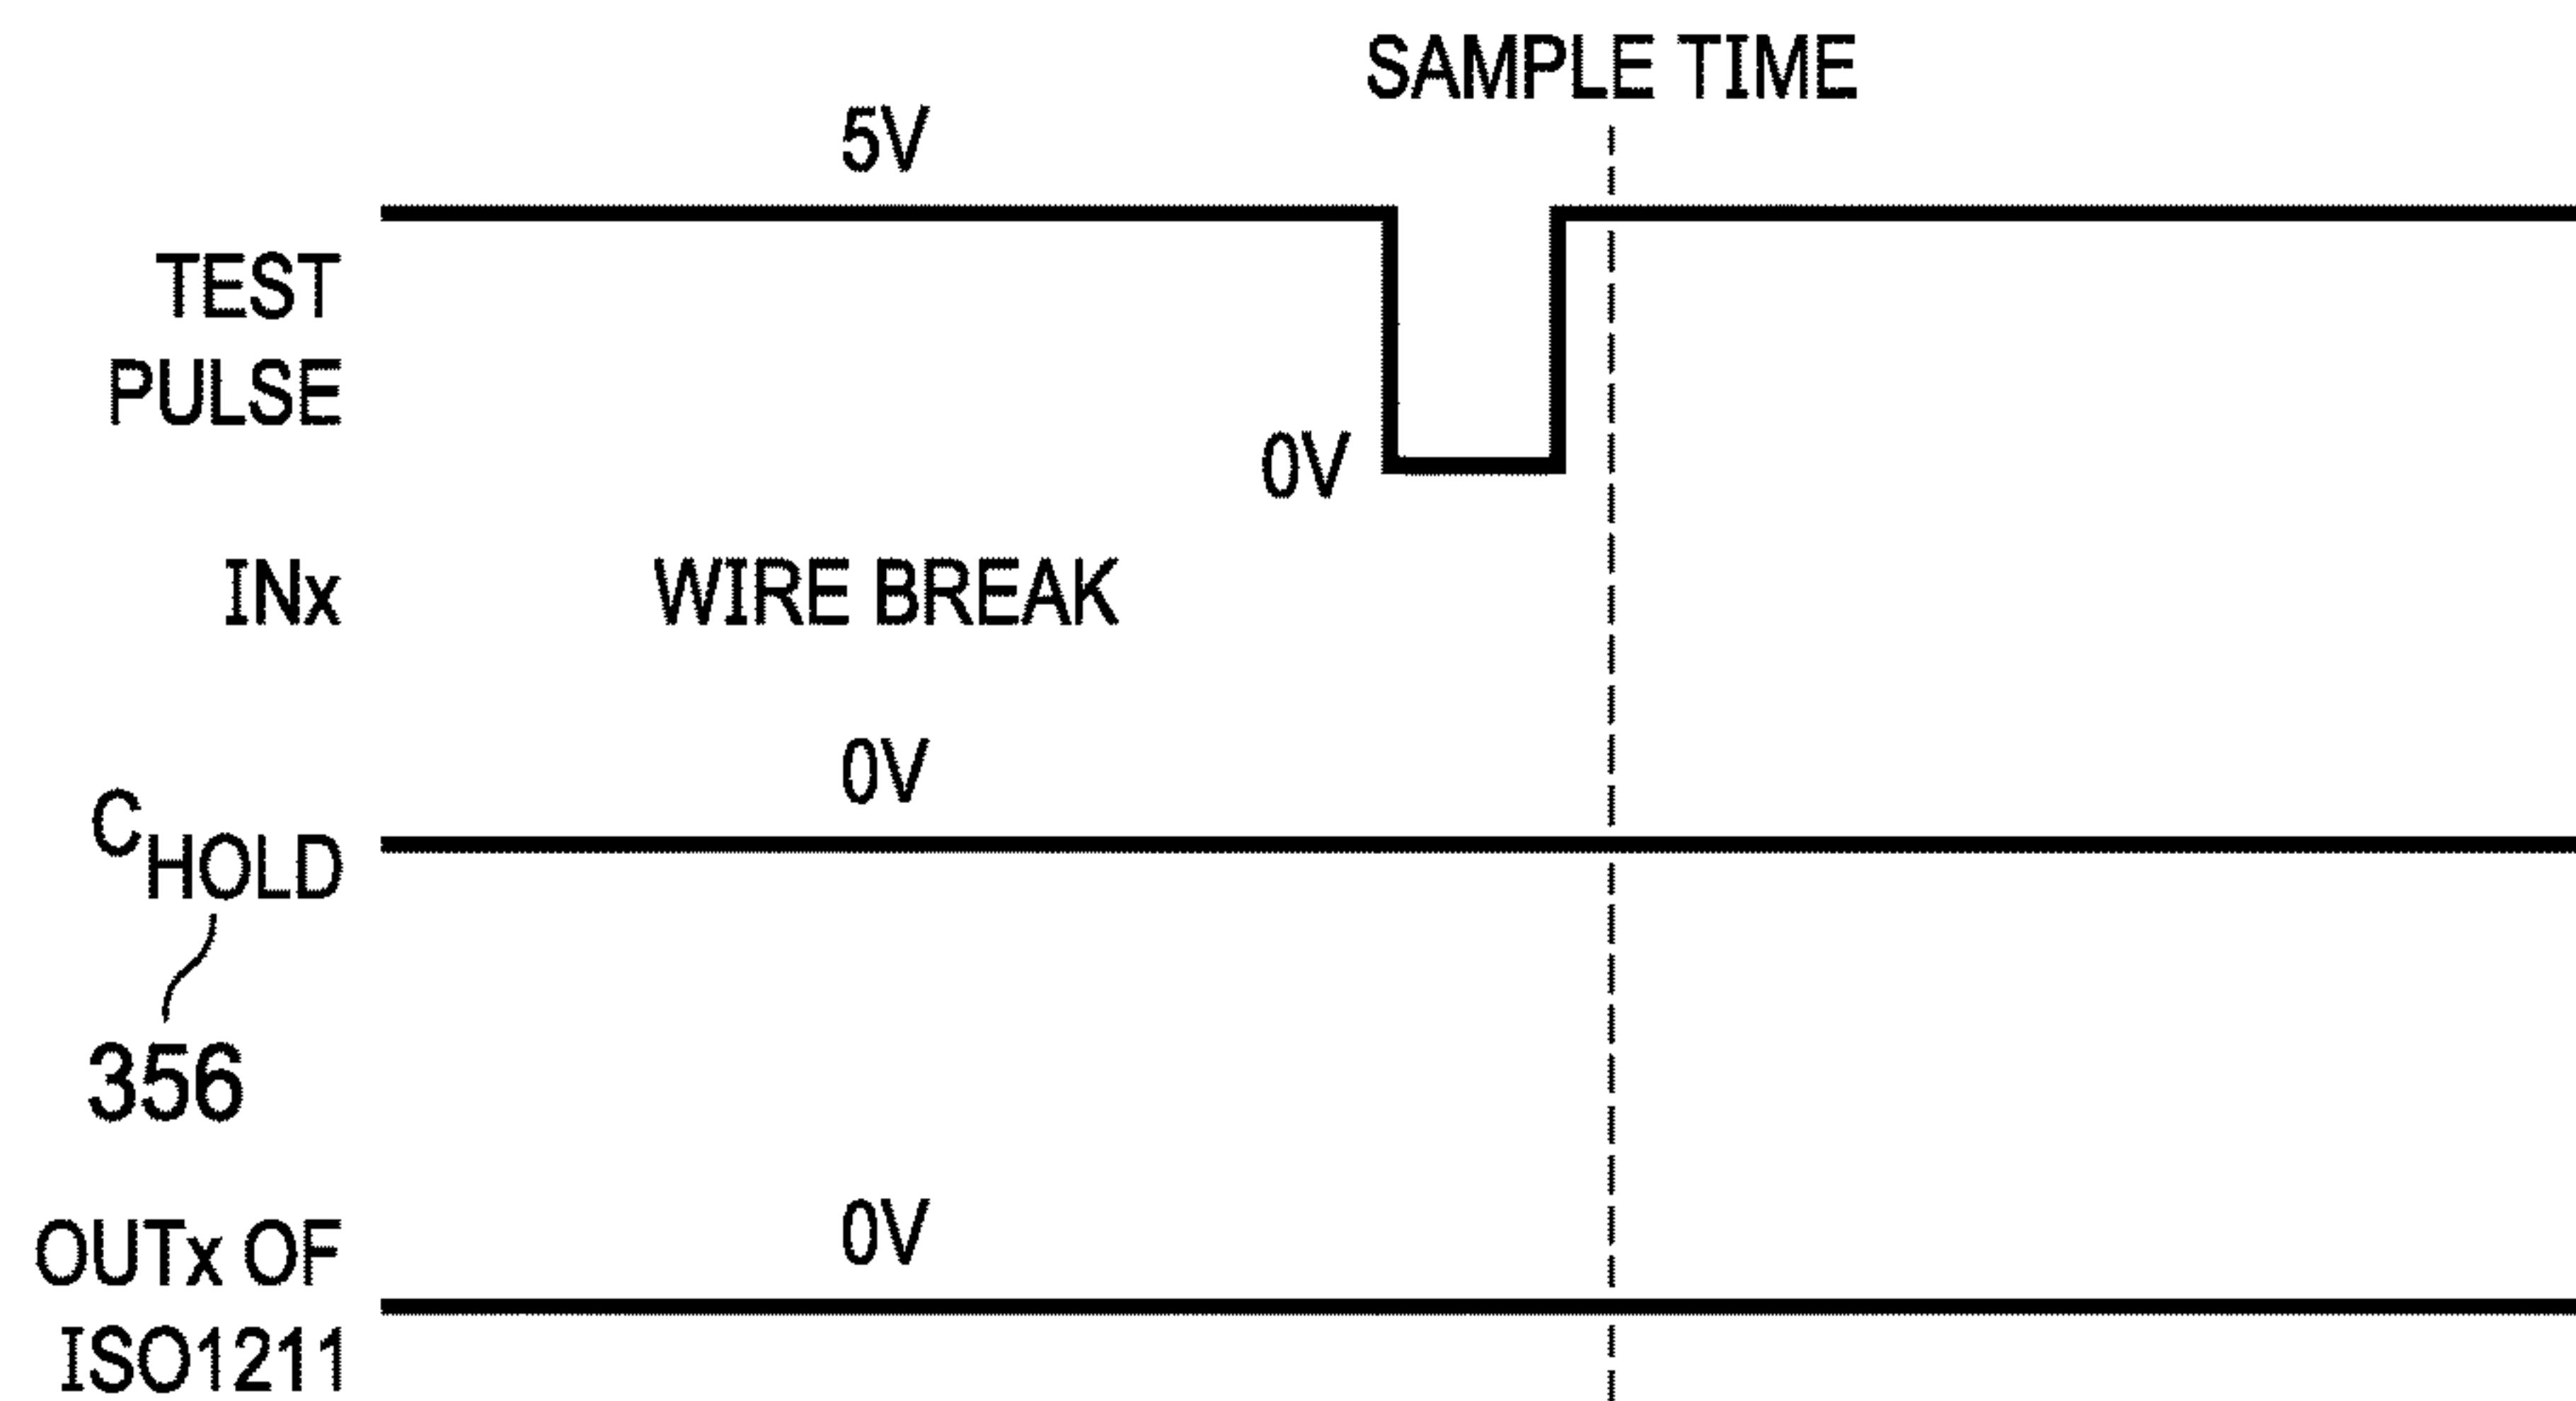 SAMPLE TIME
5V
TEST
PULSE
0V
INx
WIRE BREAK
0V
CHOLD
356
0V
OUTx OF
ISO1211